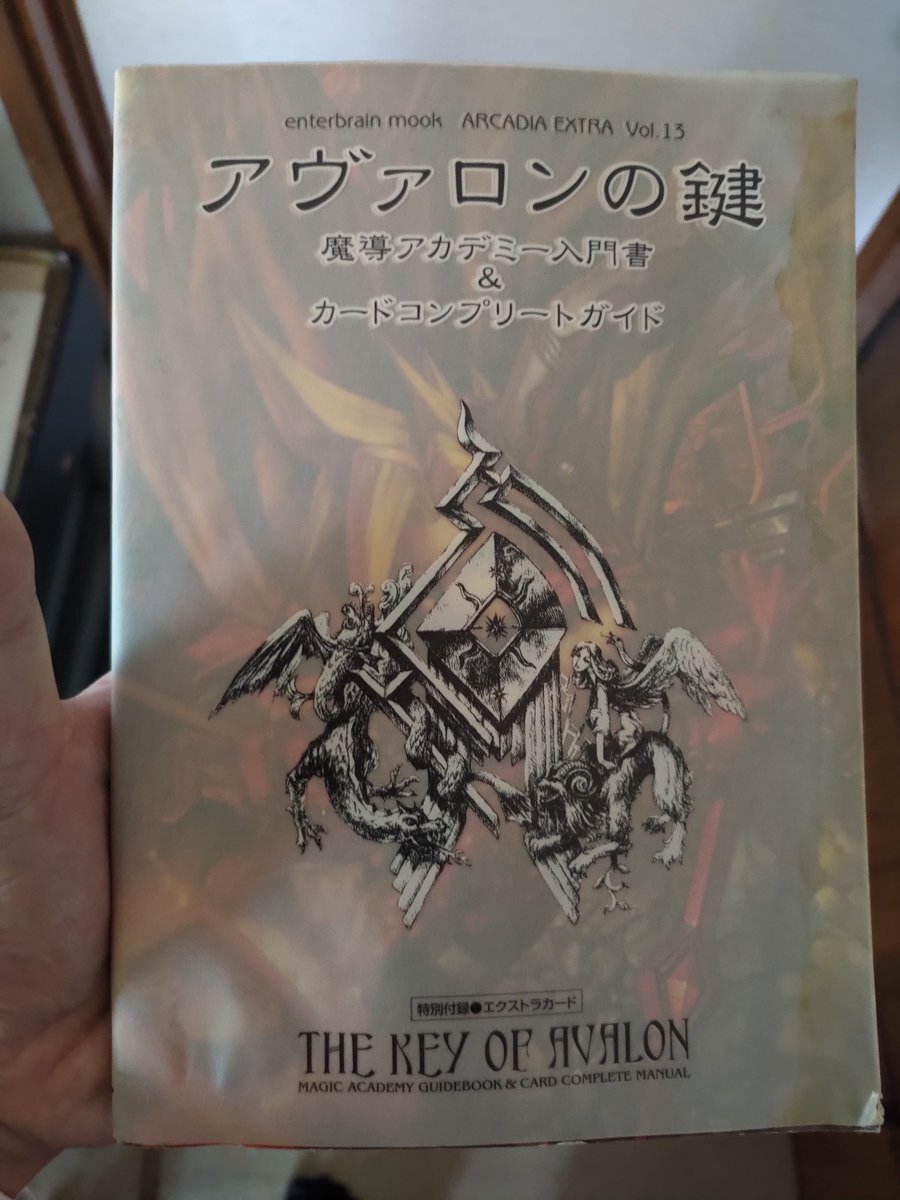 enterbrain mook ARCADIA EXTRA Vol.13
アヴァロンの鍵
魔導アカデミー入門書
&
カードコンプリートガイド
特別付録●エクストラカード
THE KEY OF AVALON
MAGIC ACADEMY GUIDEBOOK & CARD COMPLETE MANUAL